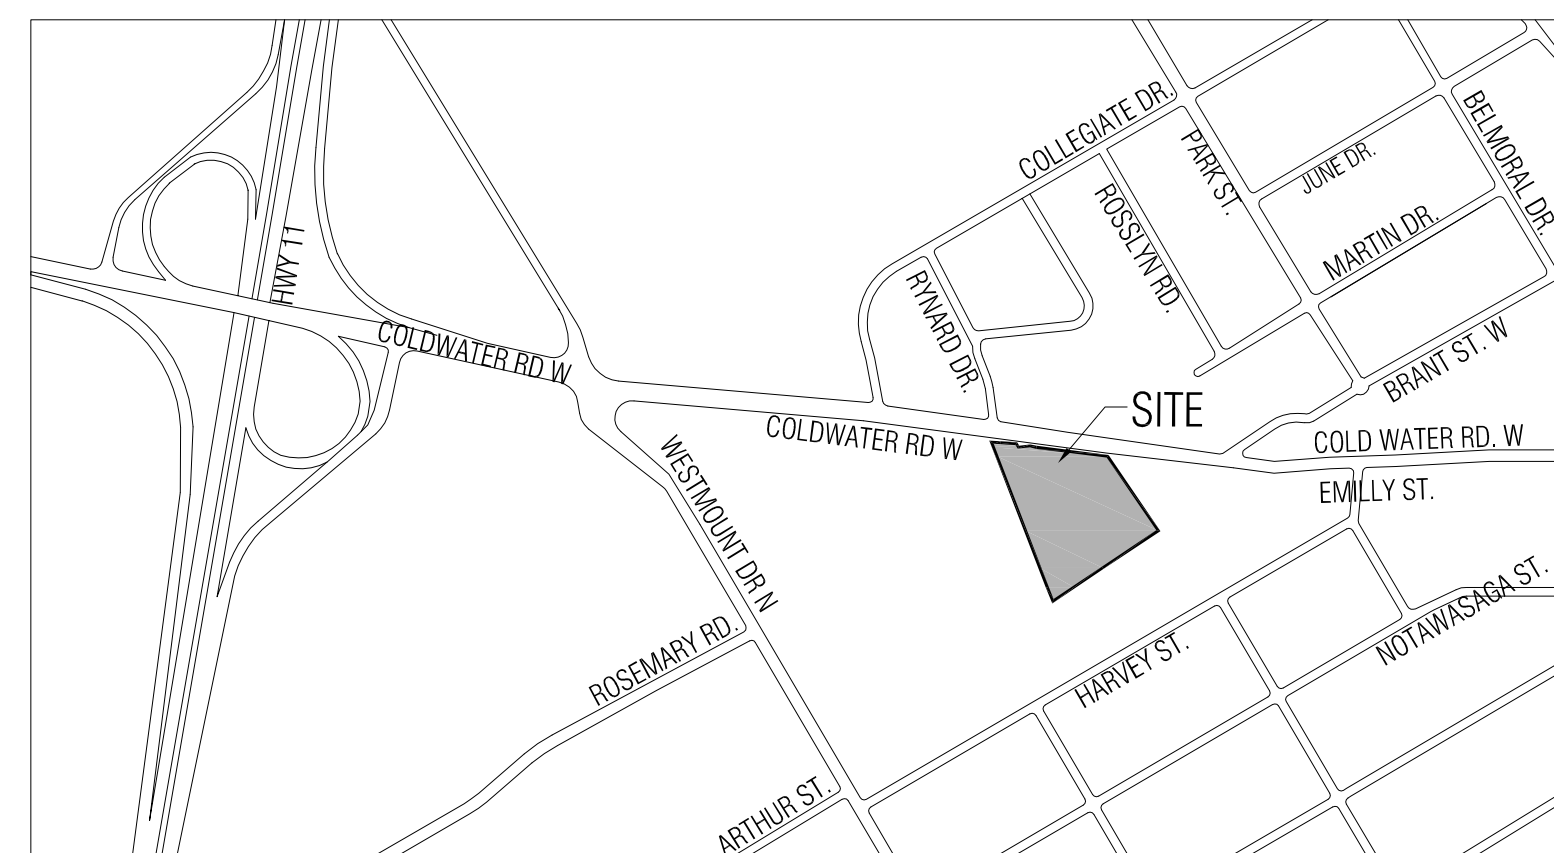 COLLEGIATE DR.
BELMORAL DR.
PARK ST.
JUNE DR.
ROSSLYN RD.
MARTIN DR.
HWY 11
RYNARD DR.
COLDWATER RD W
BRANT ST. W
SITE
COLDWATER RD W
COLD WATER RD. W
EMILLY ST.
WESTMOUNT DR N
NOTAWASAGA ST.
ROSEMARY RD.
HARVEY ST.
ARTHUR ST.